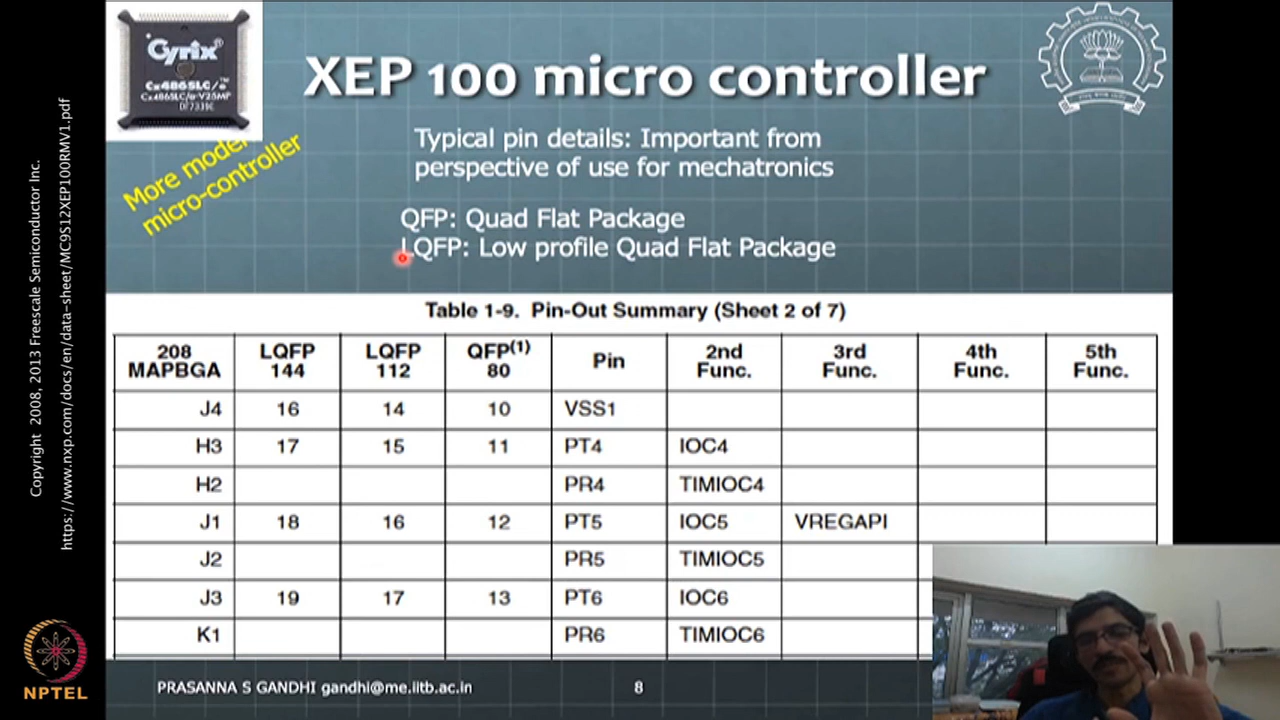 Cyrix
XEP 100 micro controller
More moder
micro-controller
Typical pin details: Important from
perspective of use for mechatronics
QFP: Quad Flat Package
LQFP: Low profile Quad Flat Package
Copyright 2008, 2013 Freescale Semiconductor Inc.
https://www.nxp.com/docs/en/data-sheet/MC9S12XEP100RMV1.pdf
Table 1-9. Pin-Out Summary (Sheet 2 of 7)
208 MAPBGA LQFP 144 LQFP 112 QFP(1) 80 Pin 2nd Func. 3rd Func. 4th Func. 5th Func.
J4 16 14 10 VSS1
H3 17 15 11 PT4 IOC4
H2 PR4 TIMIOC4
J1 18 16 12 PT5 IOC5 VREGAPI
J2 PR5 TIMIOC5
J3 19 17 13 PT6 IOC6
K1 PR6 TIMIOC6
NPTEL
PRASANNA S GANDHI gandhi@me.iitb.ac.in 8